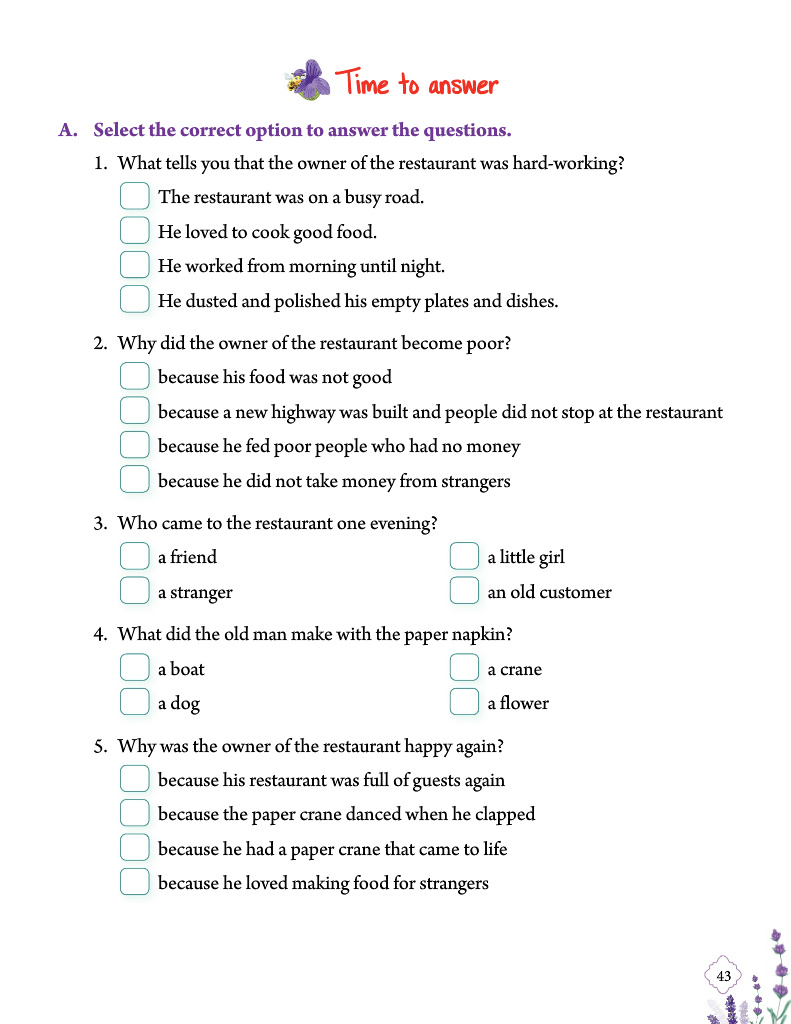 Time to answer
A. Select the correct option to answer the questions.
1. What tells you that the owner of the restaurant was hard-working?
The restaurant was on a busy road.
He loved to cook good food.
He worked from morning until night.
He dusted and polished his empty plates and dishes.
2. Why did the owner of the restaurant become poor?
because his food was not good
because a new highway was built and people did not stop at the restaurant
because he fed poor people who had no money
because he did not take money from strangers
3. Who came to the restaurant one evening?
a friend
a little girl
a stranger
an old customer
4. What did the old man make with the paper napkin?
a boat
a crane
a dog
a flower
5. Why was the owner of the restaurant happy again?
because his restaurant was full of guests again
because the paper crane danced when he clapped
because he had a paper crane that came to life
because he loved making food for strangers
43